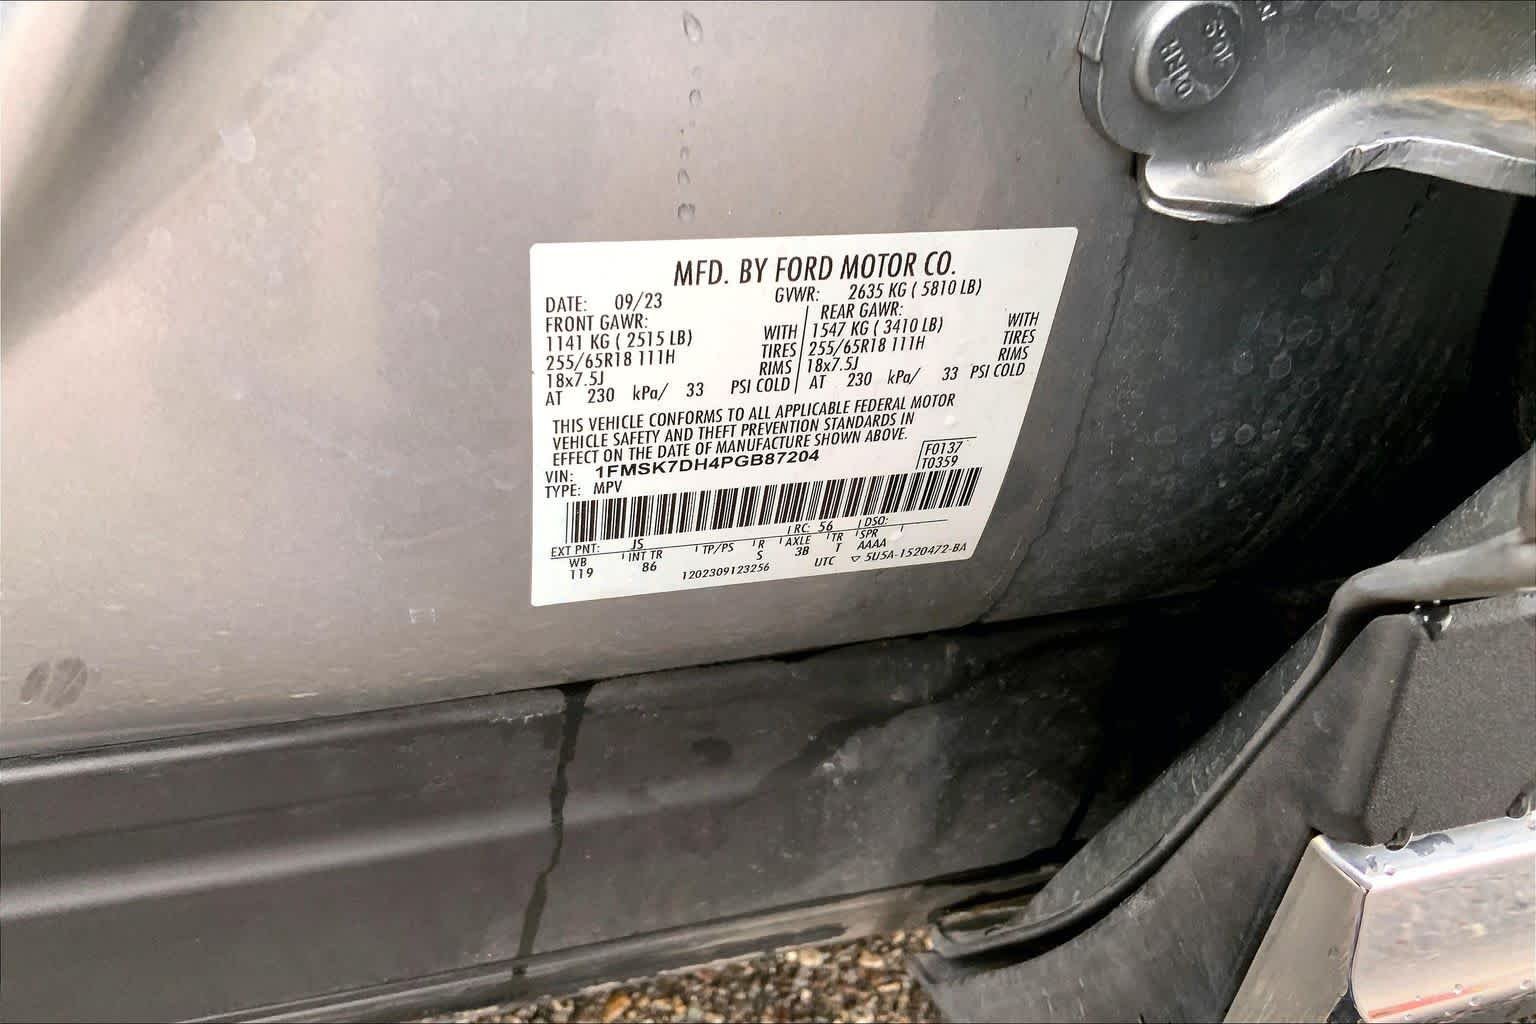 MFD. BY FORD MOTOR CO.
DATE: 09/23 GVWR: 2635 KG ( 5810 LB)
FRONT GAWR: REAR GAWR:
1141 KG ( 2515 LB) WITH 1547 KG ( 3410 LB) WITH
255/65R18 111H TIRES 255/65R18 111H TIRES
18x7.5J RIMS 18x7.5J RIMS
AT 230 kPa/ 33 PSI COLD AT 230 kPa/ 33 PSI COLD
THIS VEHICLE CONFORMS TO ALL APPLICABLE FEDERAL MOTOR
VEHICLE SAFETY AND THEFT PREVENTION STANDARDS IN
EFFECT ON THE DATE OF MANUFACTURE SHOWN ABOVE.
VIN: 1FMSK7DH4PGB87204 F0137
TYPE: MPV T0359
EXT PNT: JS RC: 56 DSO:
WB INT TR TP/PS R AXLE TR SPR
119 86 S 3B T AAAA
1202309123256 UTC ▽ 5U5A-1520472-BA